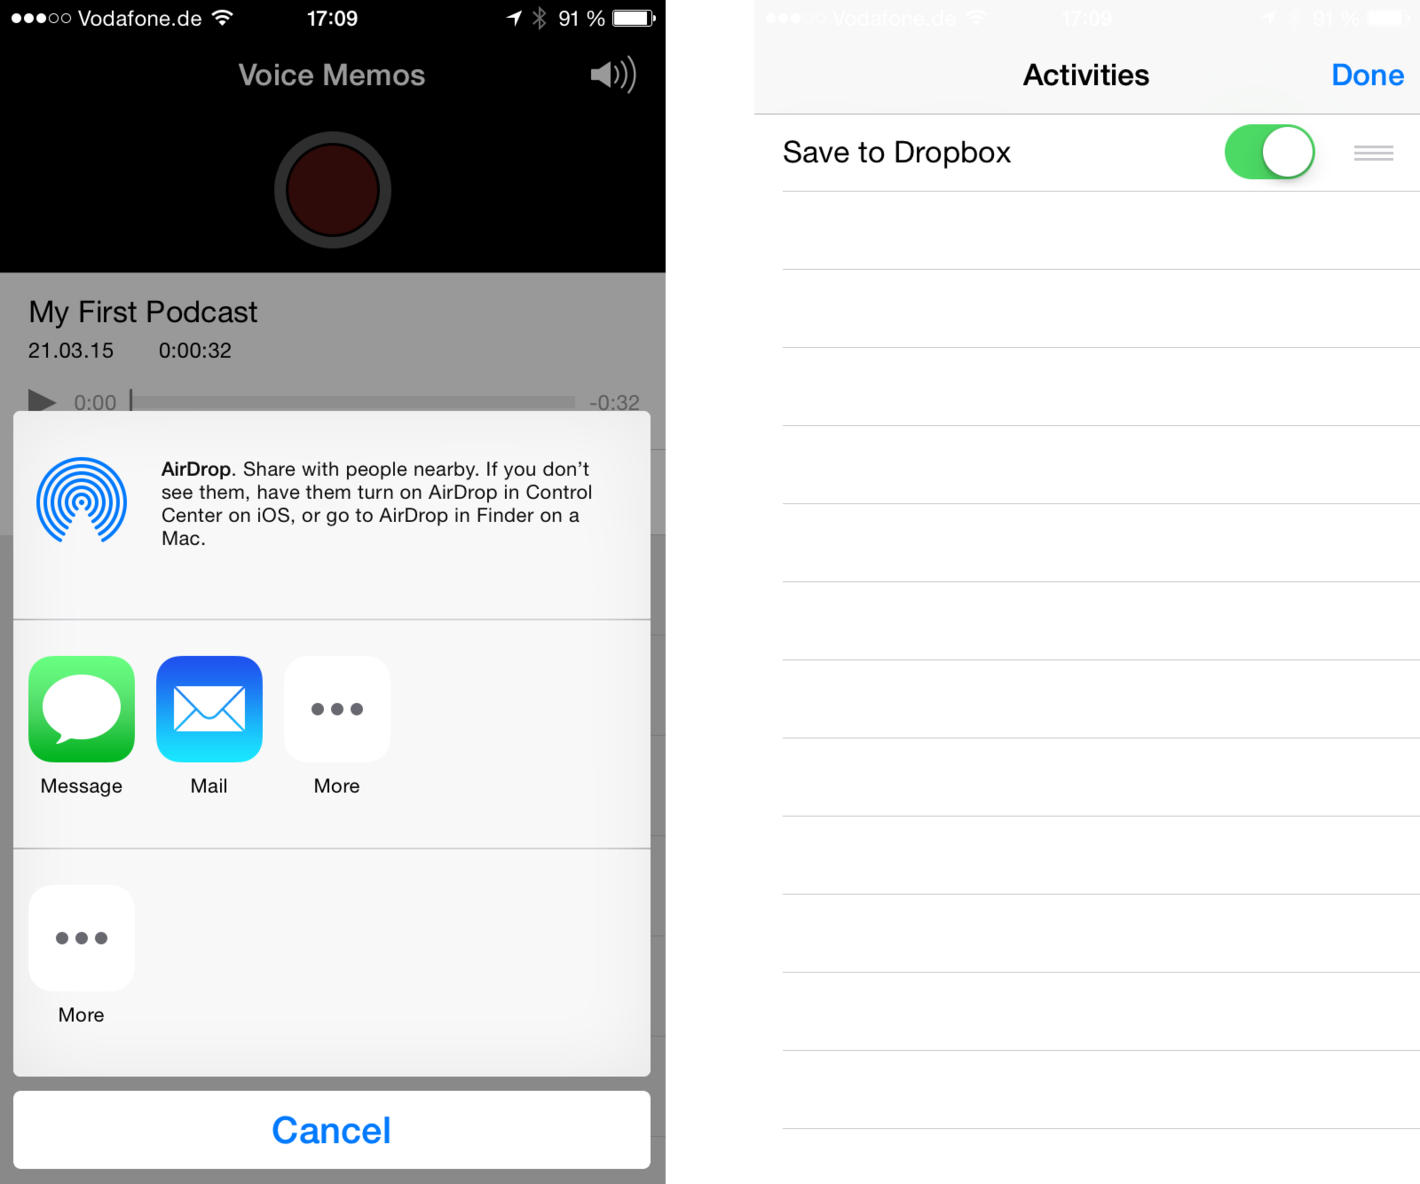 Vodafone.de 17:09 91 %
Voice Memos
My First Podcast
21.03.15 0:00:32
0:00 -0:32
AirDrop. Share with people nearby. If you don’t
see them, have them turn on AirDrop in Control
Center on iOS, or go to AirDrop in Finder on a
Mac.
Message Mail More
More
Cancel
Vodafone.de 17:09 91 %
Activities Done
Save to Dropbox